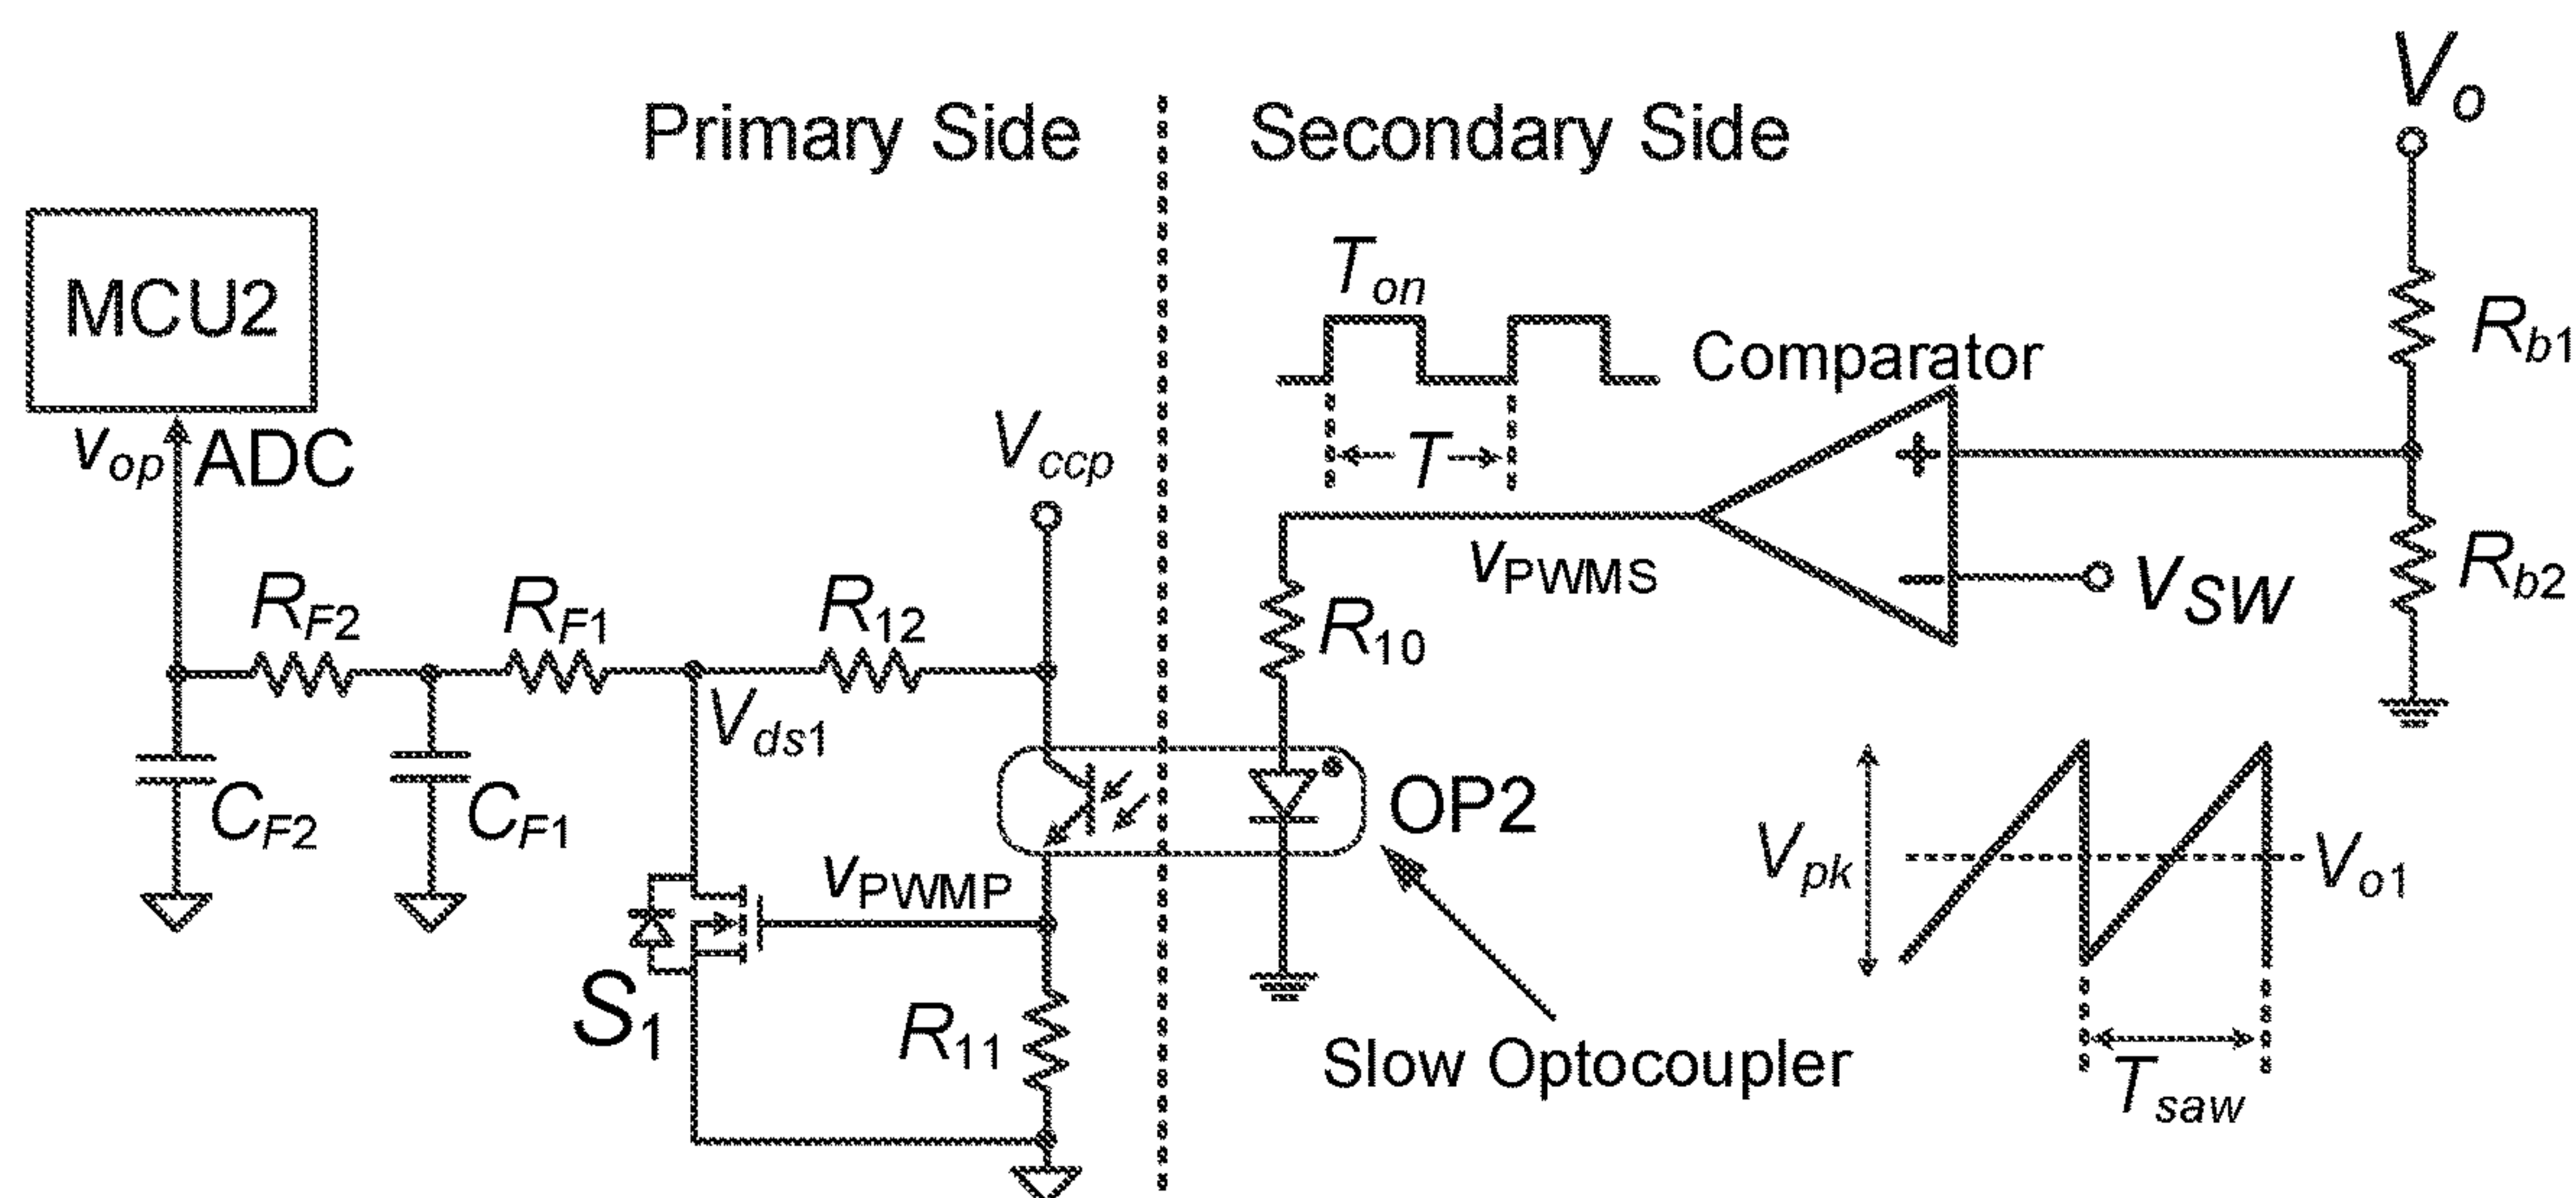 Primary Side
Secondary Side
Vo
MCU2
vop
ADC
Vccp
Ton
T
Comparator
+
−
Rb1
Rb2
vPWMS
vSW
RF2
RF1
R12
R10
Vds1
CF2
CF1
OP2
vPWMP
S1
R11
Slow Optocoupler
Vpk
Vo1
Tsaw